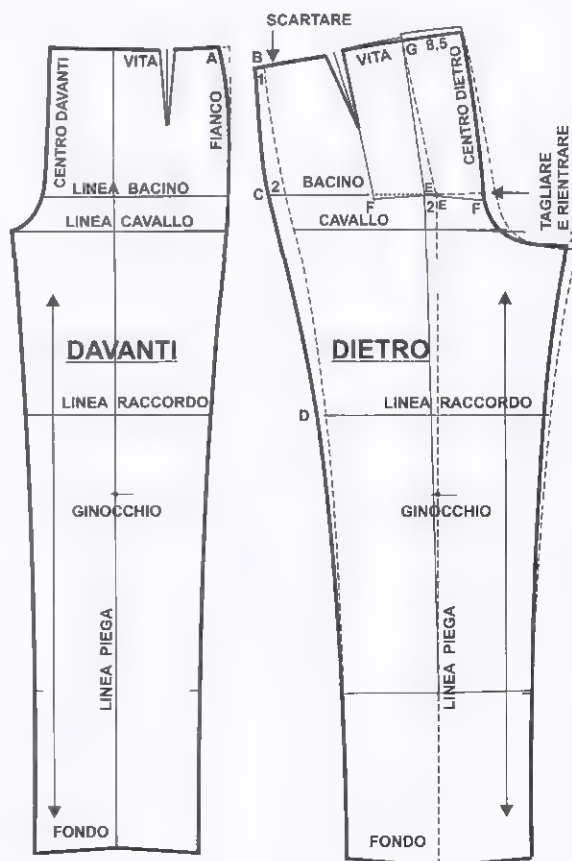 SCARTARE
VITA
A
CENTRO DAVANTI
FIANCO
LINEA BACINO
LINEA CAVALLO
DAVANTI
LINEA RACCORDO
GINOCCHIO
LINEA PIEGA
FONDO
B
1
VITA
G
8,5
CENTRO DIETRO
C
2
BACINO
E
F
2
E
F
TAGLIARE
E RIENTRARE
CAVALLO
DIETRO
D
LINEA RACCORDO
GINOCCHIO
LINEA PIEGA
FONDO